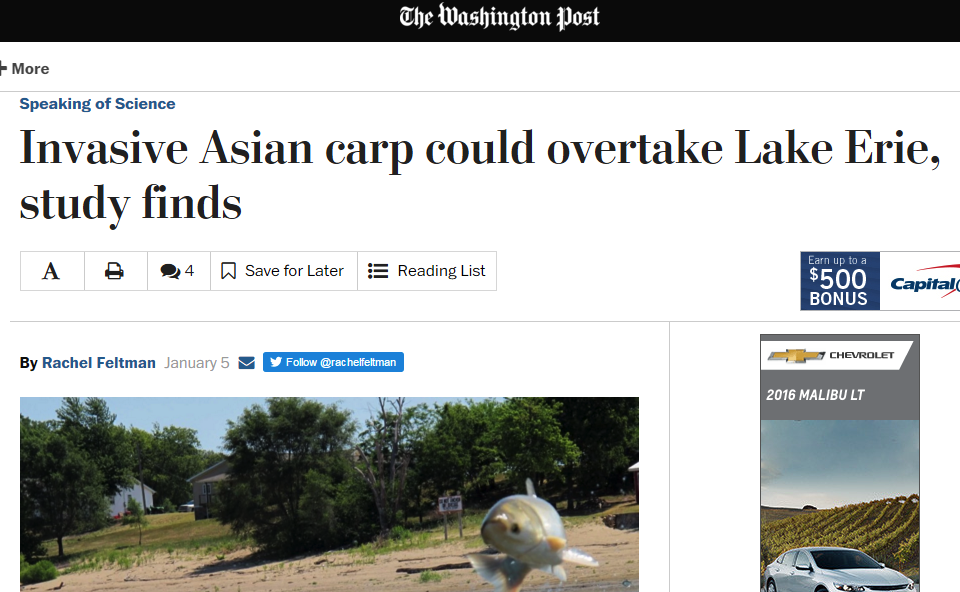 The Washington Post
+ More
Speaking of Science
Invasive Asian carp could overtake Lake Erie,
study finds
A
4
Save for Later
Reading List
Earn up to a
$500
BONUS
Capital
By Rachel Feltman January 5
Follow @rachelfeltman
CHEVROLET
2016 MALIBU LT